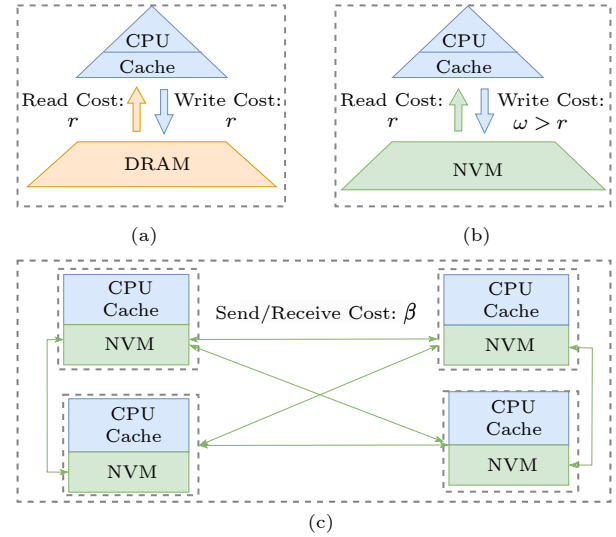 CPU
Cache
Read Cost: r
Write Cost: r
DRAM
(a)
CPU
Cache
Read Cost: r
Write Cost: ω > r
NVM
(b)
CPU
Cache
NVM
Send/Receive Cost: β
CPU
Cache
NVM
CPU
Cache
NVM
CPU
Cache
NVM
(c)